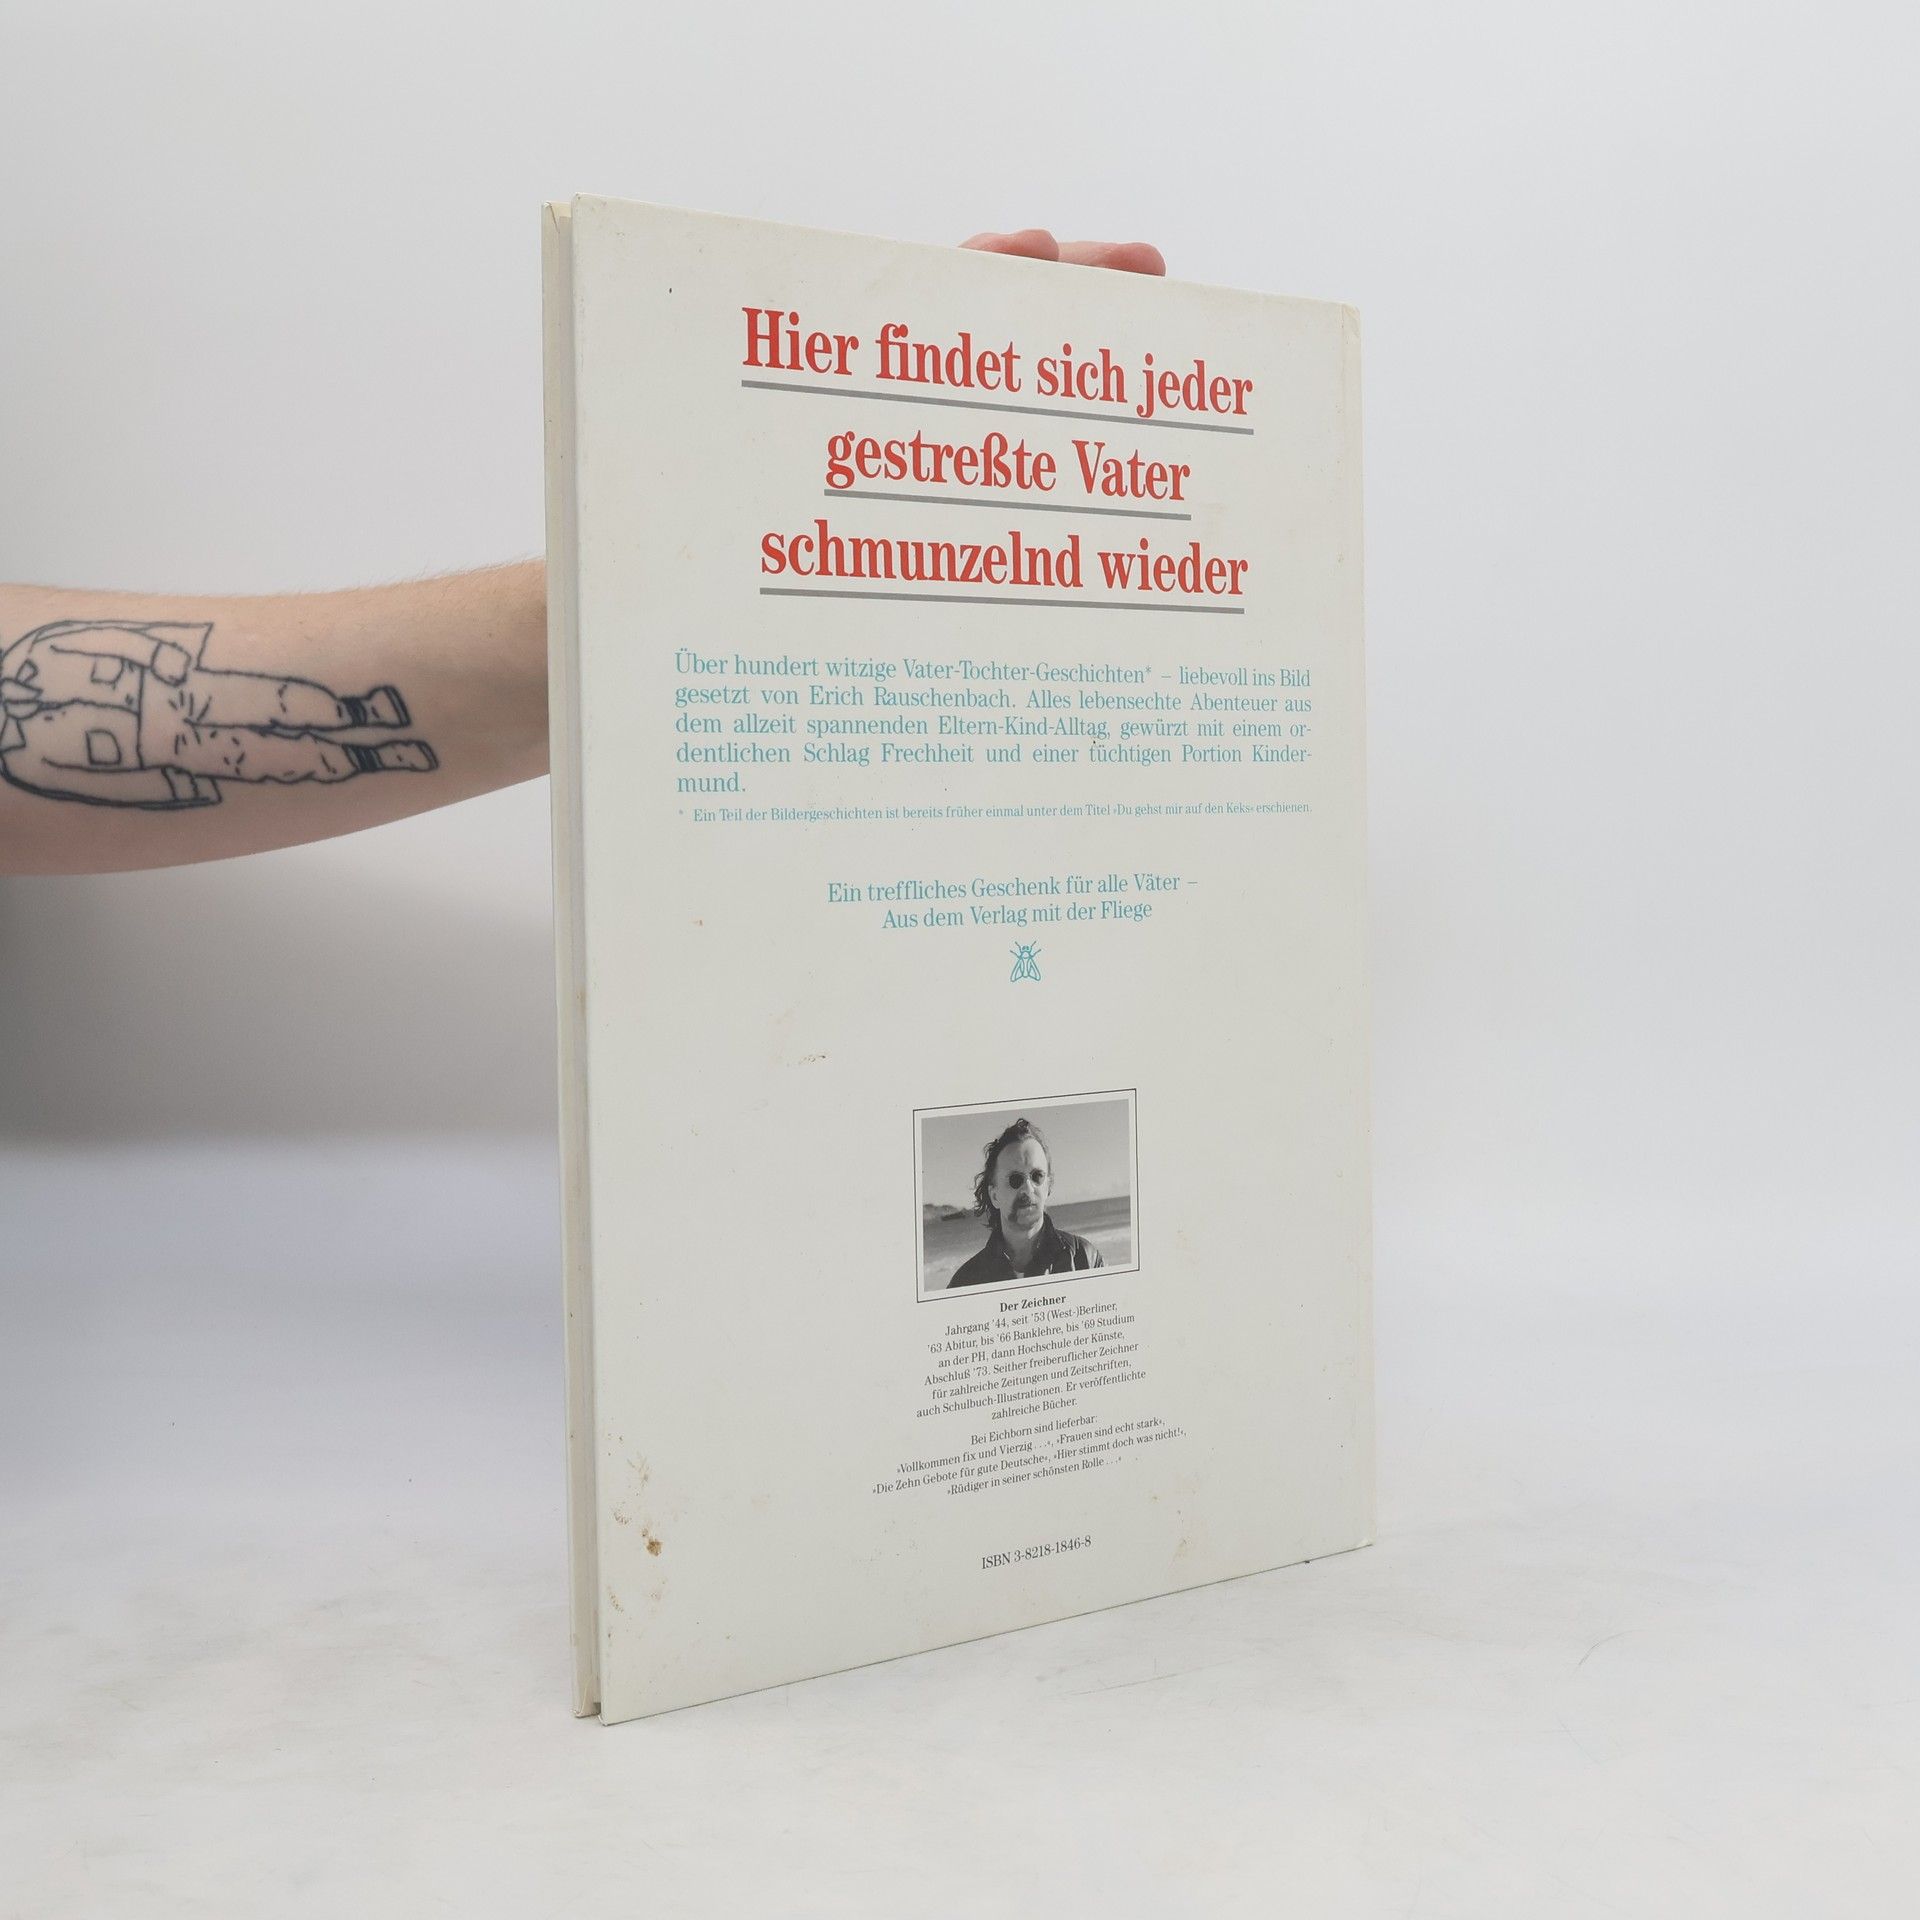 Hier findet sich jeder
gestreßte Vater
schmunzelnd wieder
Über hundert witzige Vater-Tochter-Geschichten* – liebevoll ins Bild
gesetzt von Erich Rauschenbach. Alles lebensechte Abenteuer aus
dem allzeit spannenden Eltern-Kind-Alltag, gewürzt mit einem or-
dentlichen Schlag Frechheit und einer tüchtigen Portion Kinder-
mund.
* Ein Teil der Bildergeschichten ist bereits früher einmal unter dem Titel »Du gehst mir auf den Keks« erschienen.
Ein treffliches Geschenk für alle Väter –
Aus dem Verlag mit der Fliege
Der Zeichner
Jahrgang '44, seit '53 (West-)Berliner,
'63 Abitur, bis '66 Banklehre, bis '69 Studium
an der PH, dann Hochschule der Künste,
Abschluß '73. Seither freiberuflicher Zeichner
für zahlreiche Zeitungen und Zeitschriften,
auch Schulbuch-Illustrationen. Er veröffentlichte
zahlreiche Bücher.
Bei Eichborn sind lieferbar:
»Vollkommen fix und Vierzig . . .«, »Frauen sind echt stark«,
»Die Zehn Gebote für gute Deutsche«, »Hier stimmt doch was nicht!«,
»Rüdiger in seiner schönsten Rolle . . .«
ISBN 3-8218-1846-8